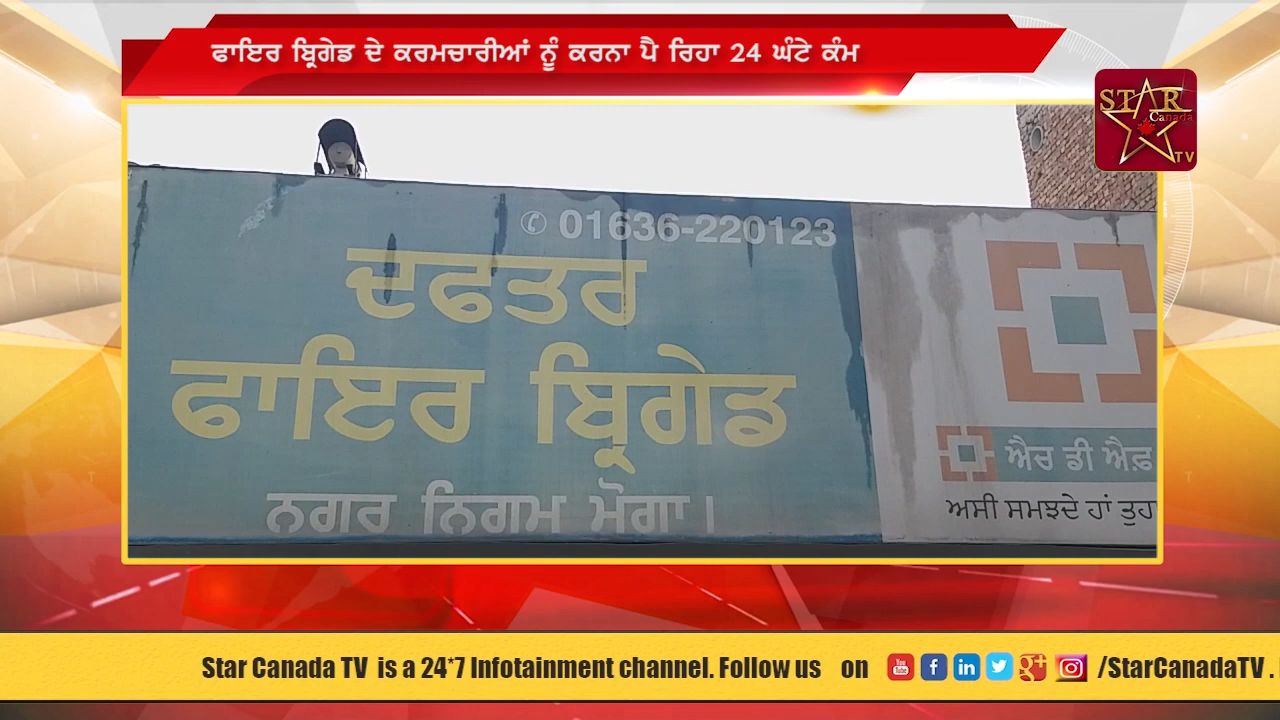 ਫਾਇਰ ਬ੍ਰਿਗੇਡ ਦੇ ਕਰਮਚਾਰੀਆਂ ਨੂੰ ਕਰਨਾ ਪੈ ਰਿਹਾ 24 ਘੰਟੇ ਕੰਮ
STAR
Canada
TV
✆ 01636-220123
ਦਫਤਰ
ਫਾਇਰ ਬ੍ਰਿਗੇਡ
ਨਗਰ ਨਿਗਮ ਮੋਗਾ।
ਐਚ ਡੀ ਐਫ਼
ਅਸੀ ਸਮਝਦੇ ਹਾਂ ਤੁਹ
Star Canada TV is a 24*7 Infotainment channel. Follow us on /StarCanadaTV .